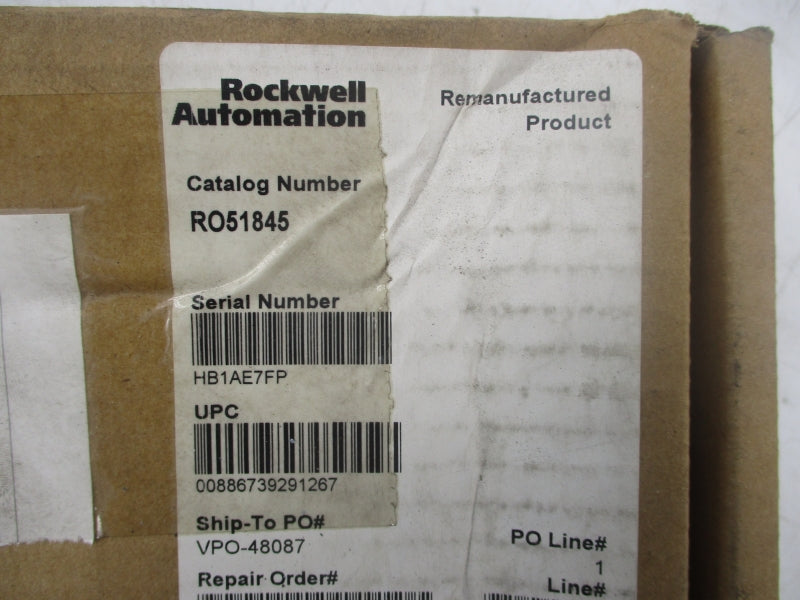 Rockwell
Automation
Remanufactured
Product
Catalog Number
RO51845
Serial Number
HB1AE7FP
UPC
00886739291267
Ship-To PO#
VPO-48087
PO Line#
1
Repair Order#
Line#